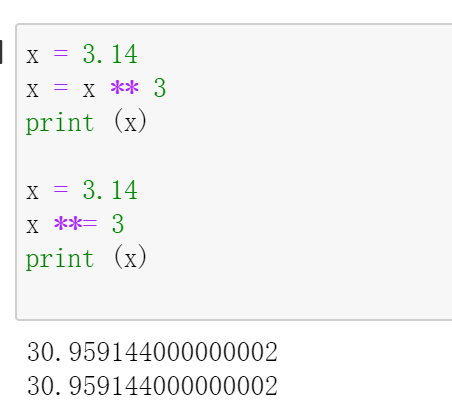 x = 3.14
x = x ** 3
print (x)
x = 3.14
x **= 3
print (x)
30.959144000000002
30.959144000000002